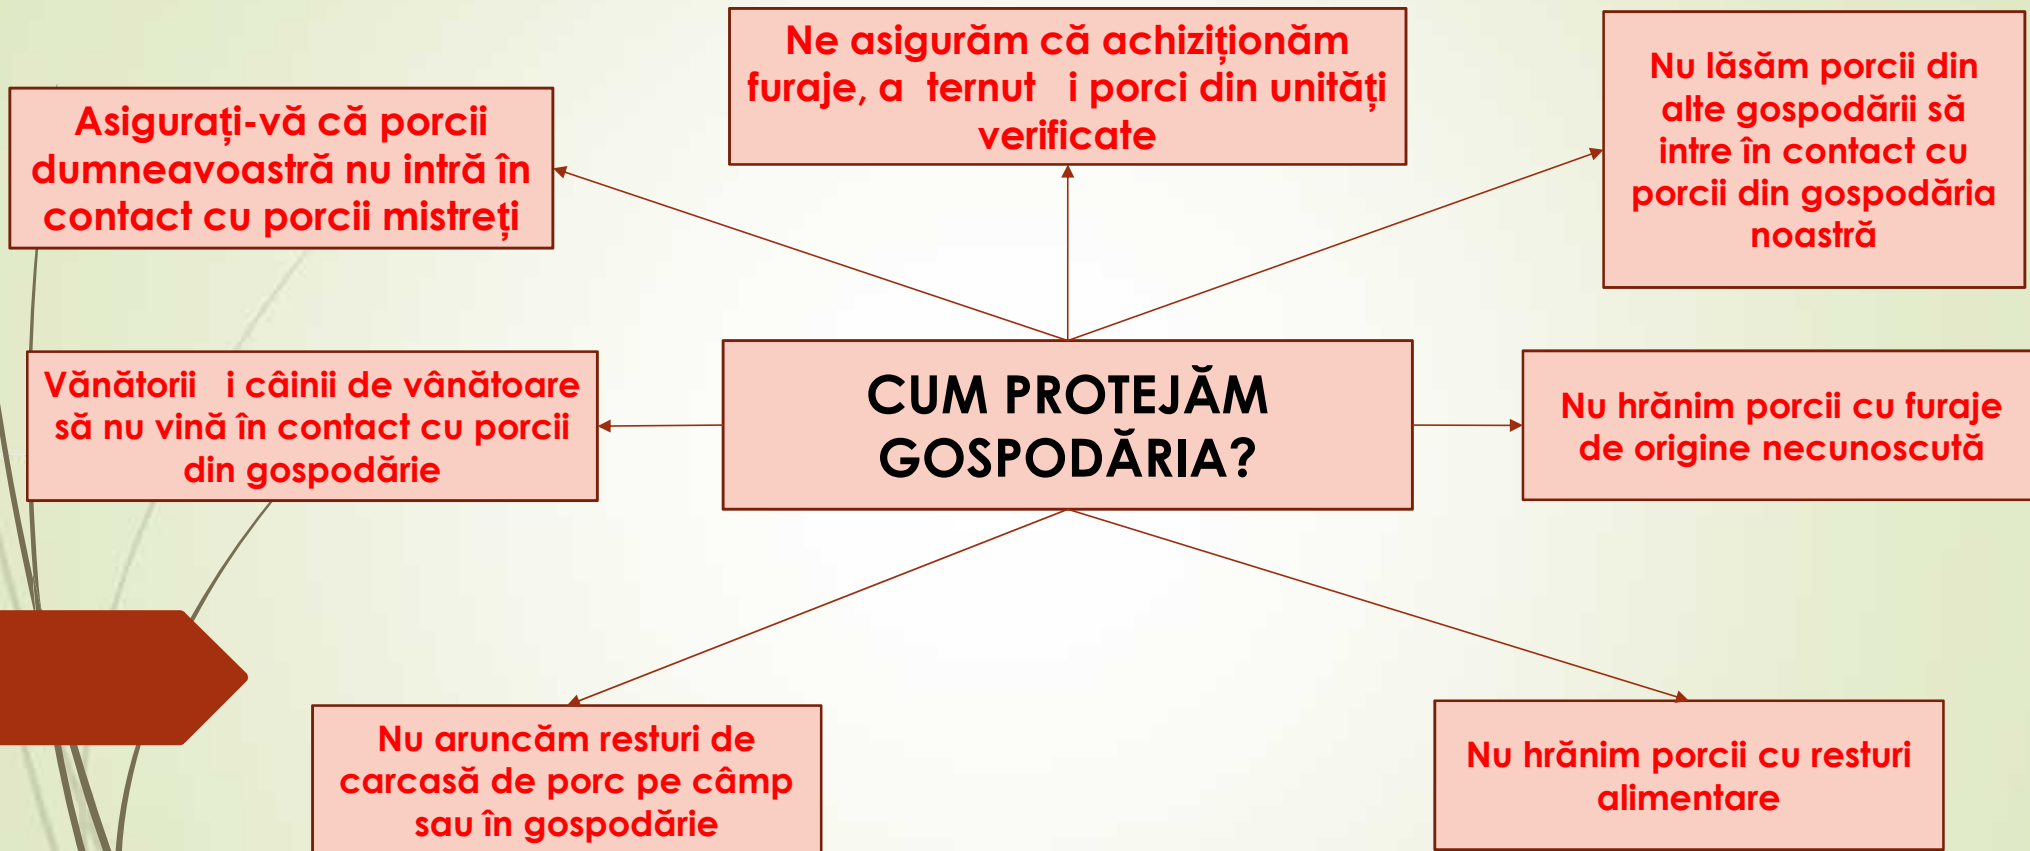 Ne asigurăm că achiziționăm
furaje, a ternut i porci din unități
verificate
Nu lăsăm porcii din
alte gospodării să
intre în contact cu
porcii din gospodăria
noastră
Asigurați-vă că porcii
dumneavoastră nu intră în
contact cu porcii mistreți
CUM PROTEJĂM
GOSPODĂRIA?
Vănătorii i câinii de vânătoare
să nu vină în contact cu porcii
din gospodărie
Nu hrănim porcii cu furaje
de origine necunoscută
Nu aruncăm resturi de
carcasă de porc pe câmp
sau în gospodărie
Nu hrănim porcii cu resturi
alimentare